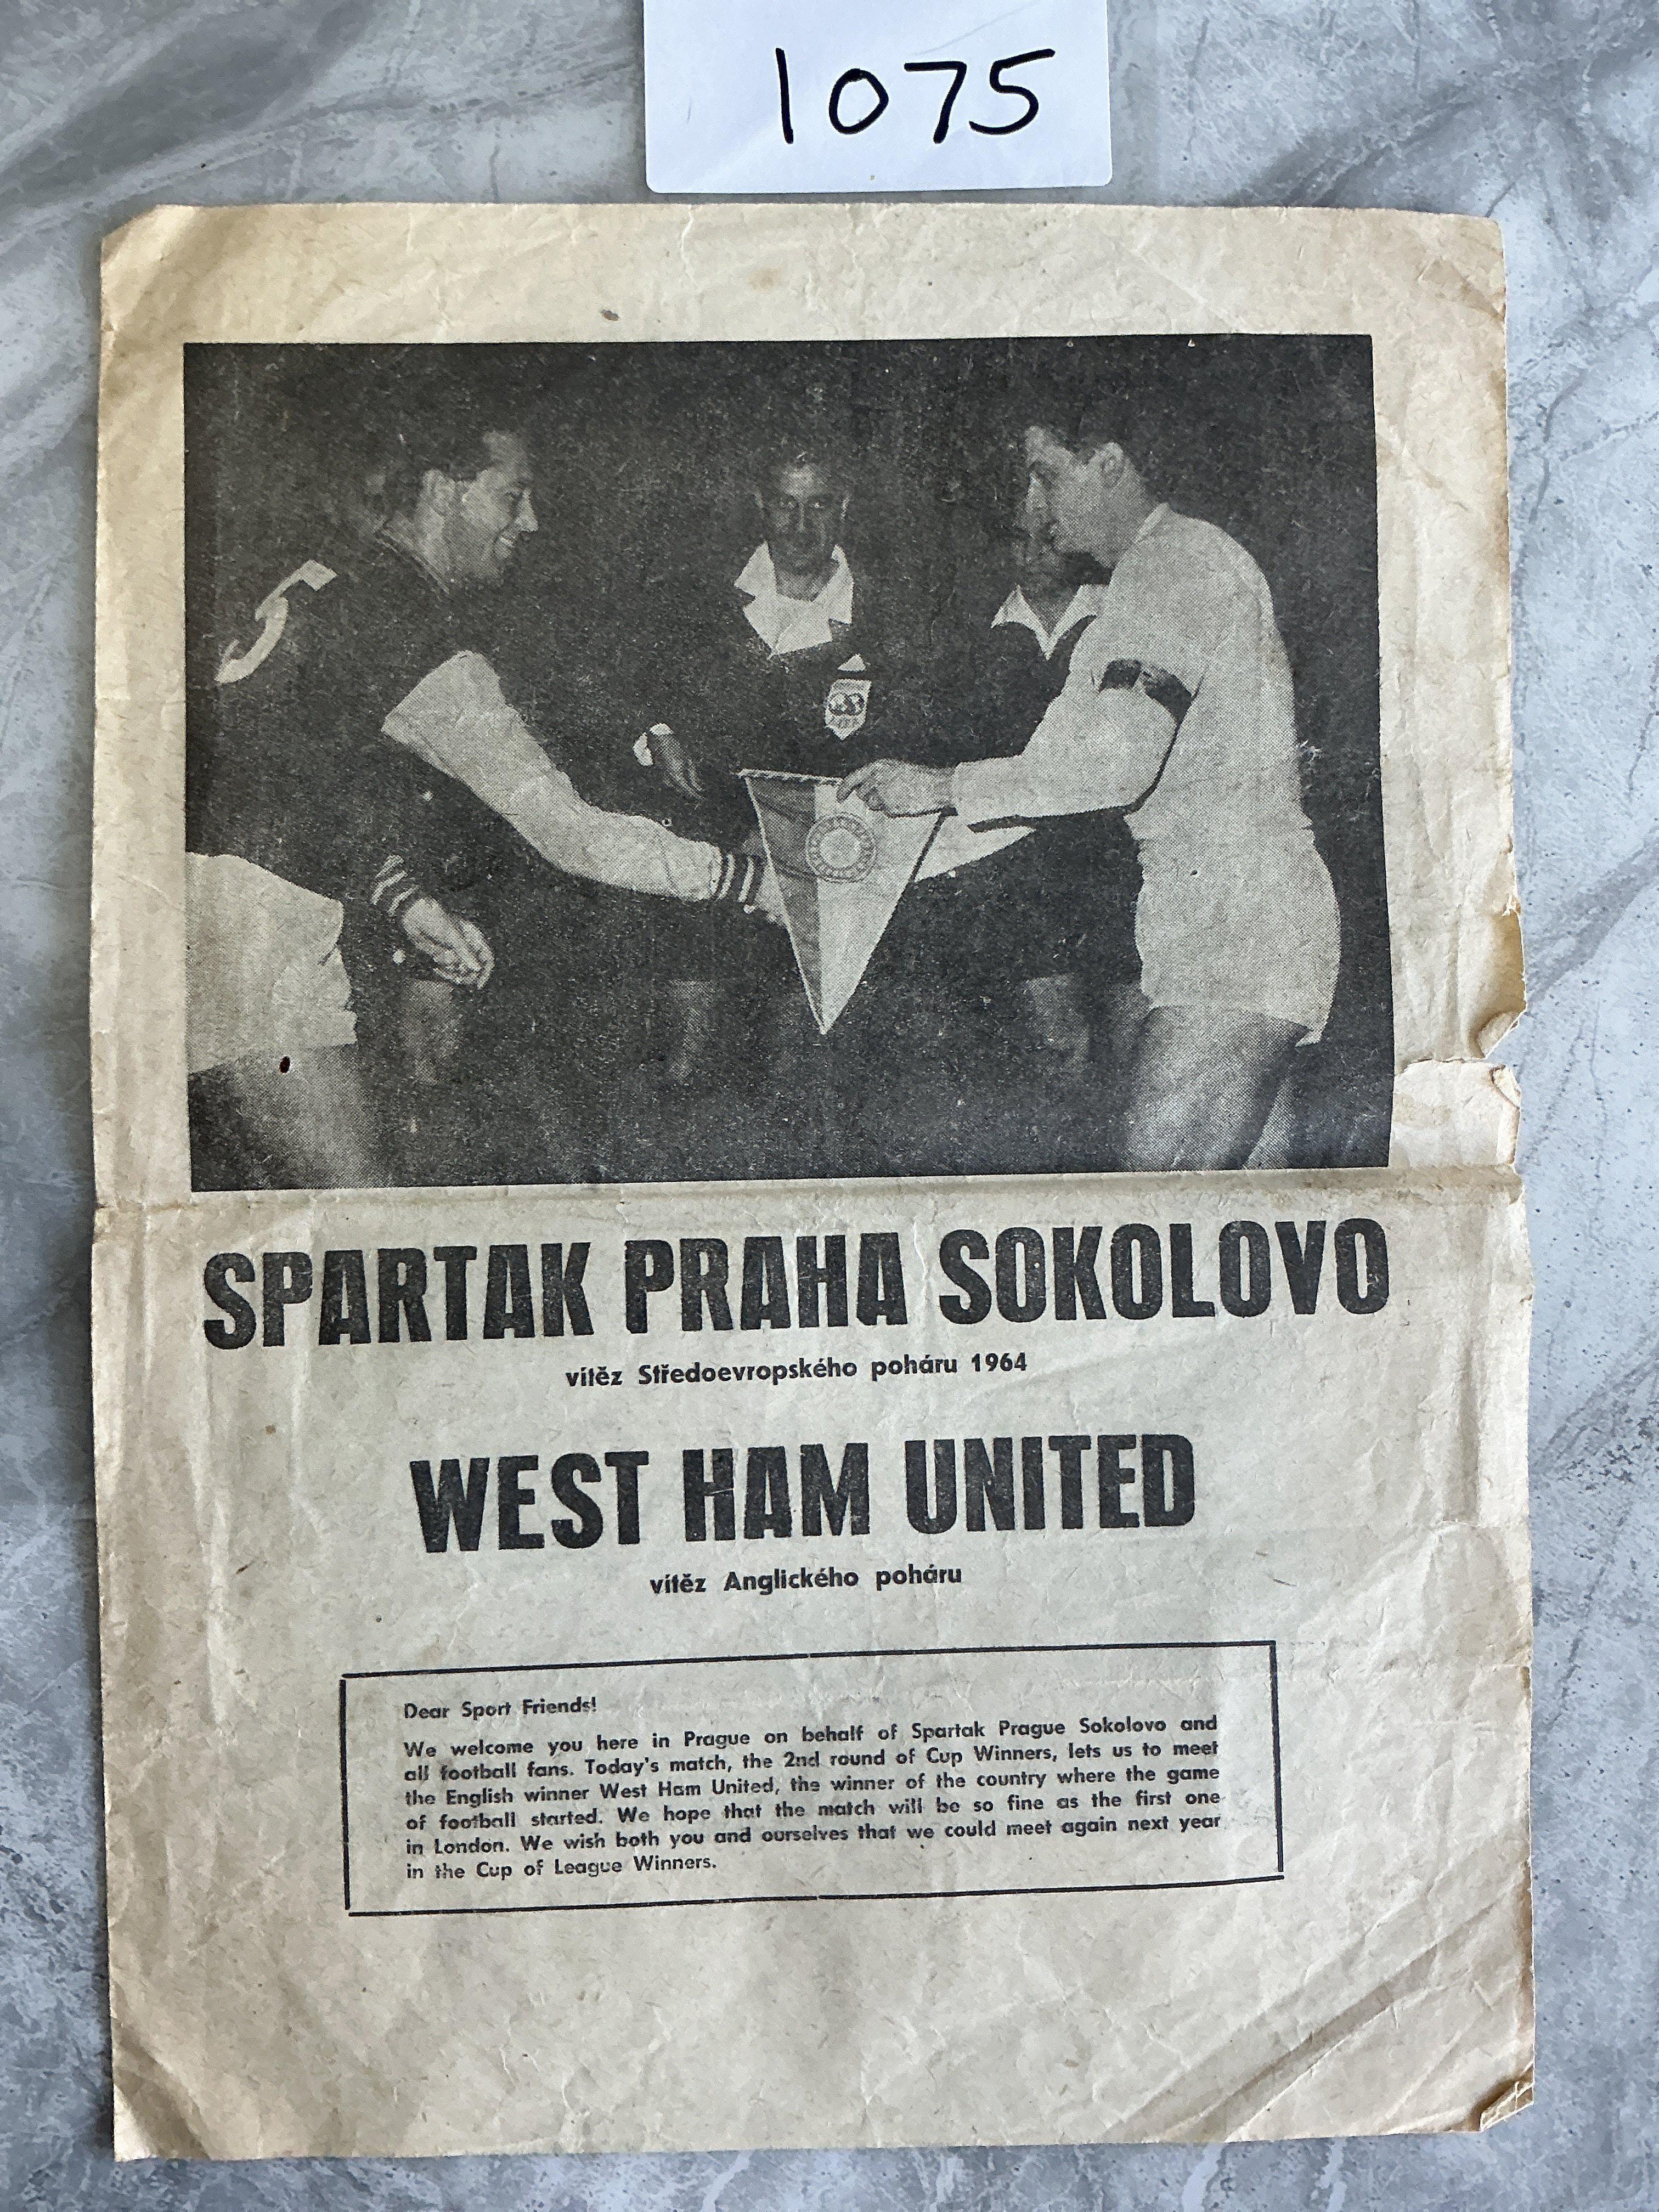 1075
5
SPARTAK PRAHA SOKOLOVO
vítěz Středoevropského poháru 1964
WEST HAM UNITED
vítěz Anglického poháru
Dear Sport Friends!
We welcome you here in Prague on behalf of Spartak Prague Sokolovo and
all football fans. Today's match, the 2nd round of Cup Winners, lets us to meet
the English winner West Ham United, the winner of the country where the game
of football started. We hope that the match will be so fine as the first one
in London. We wish both you and ourselves that we could meet again next year
in the Cup of League Winners.